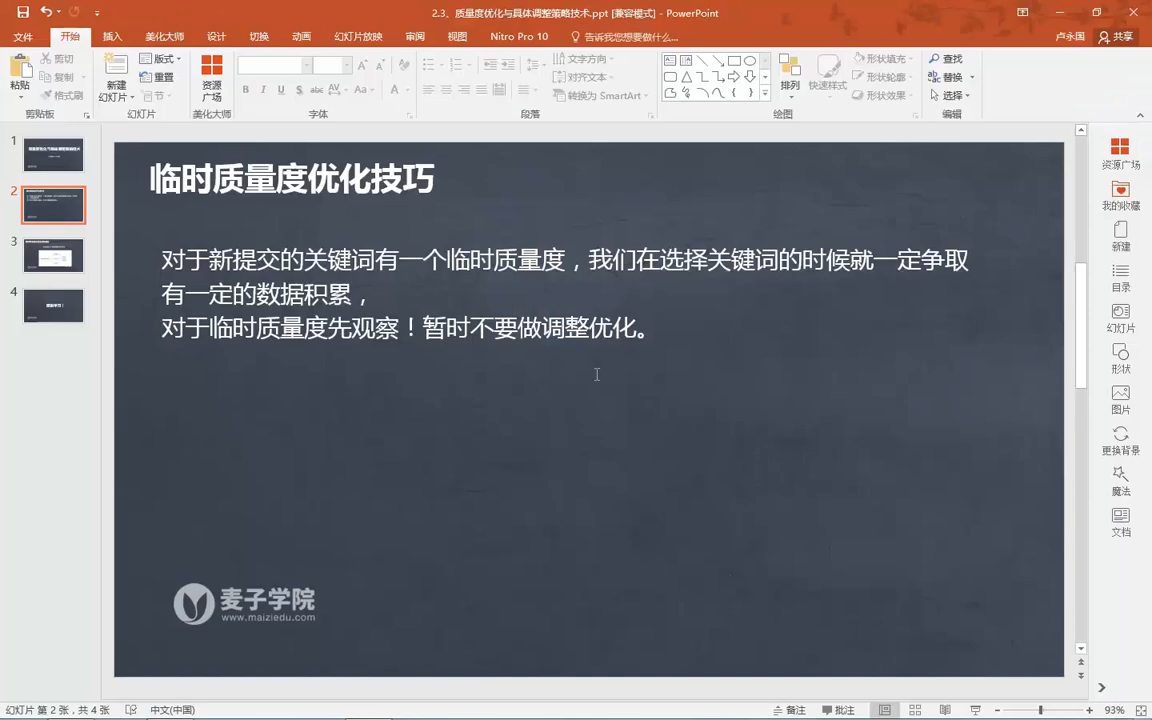 2.3、质量度优化与具体调整策略技术.ppt [兼容模式] - PowerPoint
文件 开始 插入 美化大师 设计 切换 动画 幻灯片放映 审阅 视图 Nitro Pro 10 告诉我您想要做什么... 卢永国 共享
粘贴 剪切 复制 格式刷 剪贴板
新建 幻灯片 版式 重置 节 幻灯片
资源 广场 美化大师
B I U S abc AV Aa A 字体
文字方向 对齐文本 转换为 SmartArt 段落
排列 快速样式 形状填充 形状轮廓 形状效果 绘图
查找 替换 选择 编辑
1
2
3
4
临时质量度优化技巧
对于新提交的关键词有一个临时质量度，我们在选择关键词的时候就一定争取
有一定的数据积累，
对于临时质量度先观察！暂时不要做调整优化。
麦子学院
www.maiziedu.com
资源广场
我的收藏
新建
目录
幻灯片
形状
图片
更换背景
魔法
文档
幻灯片 第 2 张，共 4 张 中文(中国) 备注 批注 93%